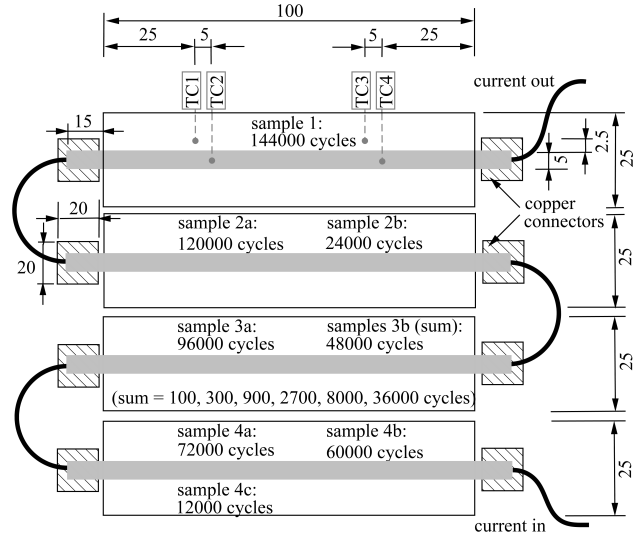 100
25 5 5 25
TC1 TC2 TC3 TC4
current out
15
sample 1:
144000 cycles
2.5
5
25
copper
connectors
20
sample 2a: sample 2b:
120000 cycles 24000 cycles
20
25
sample 3a: samples 3b (sum):
96000 cycles 48000 cycles
25
(sum = 100, 300, 900, 2700, 8000, 36000 cycles)
sample 4a: sample 4b:
72000 cycles 60000 cycles
25
sample 4c:
12000 cycles
current in